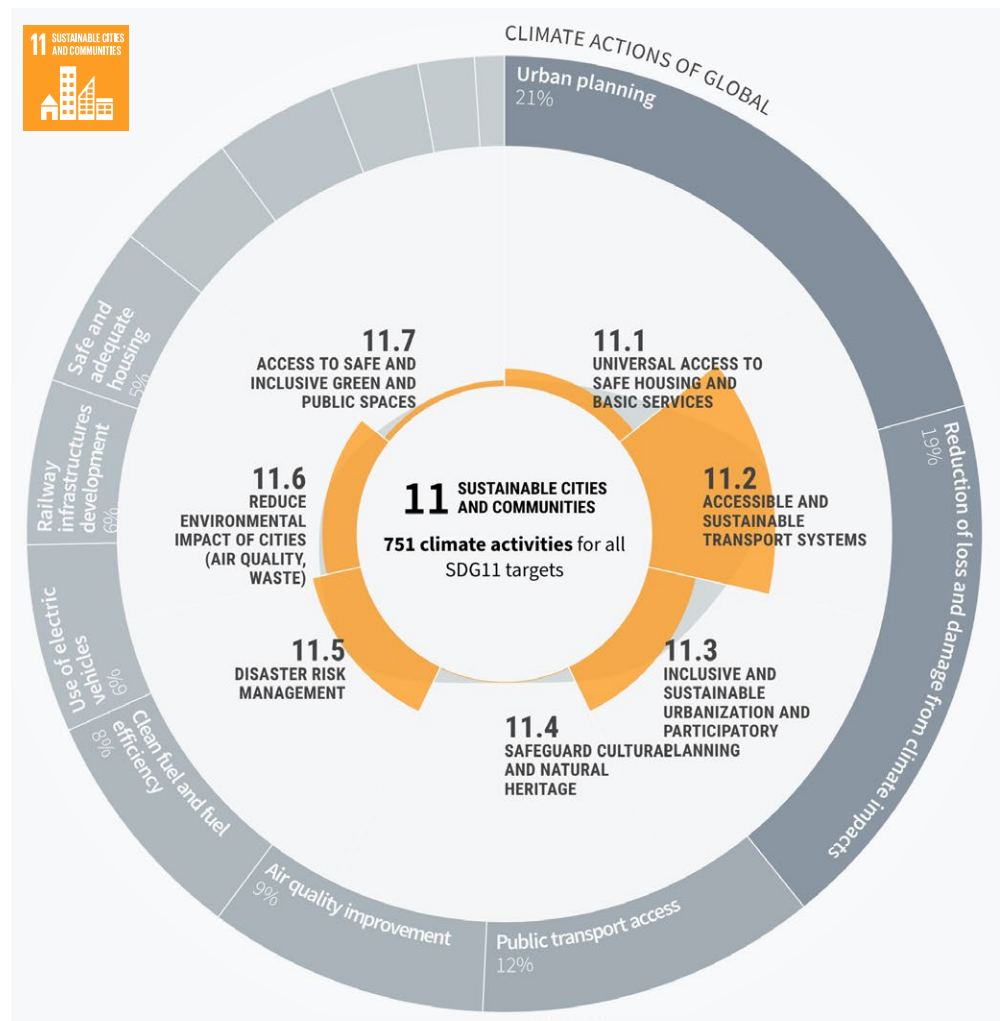 11 SUSTAINABLE CITIES
AND COMMUNITIES
CLIMATE ACTIONS OF GLOBAL
Urban planning
21%
Reduction of loss and damage from climate impacts
19%
Public transport access
12%
Air quality improvement
9%
Clean fuel and fuel
efficiency
8%
Use of electric
vehicles
6%
Railway
infrastructures
development
6%
Safe and
adequate
housing
5%
11.1
UNIVERSAL ACCESS TO
SAFE HOUSING AND
BASIC SERVICES
11.2
ACCESSIBLE AND
SUSTAINABLE
TRANSPORT SYSTEMS
11.3
INCLUSIVE AND
SUSTAINABLE
URBANIZATION AND
PARTICIPATORY
PLANNING
11.4
SAFEGUARD CULTURAL
AND NATURAL
HERITAGE
11.5
DISASTER RISK
MANAGEMENT
11.6
REDUCE
ENVIRONMENTAL
IMPACT OF CITIES
(AIR QUALITY,
WASTE)
11.7
ACCESS TO SAFE AND
INCLUSIVE GREEN AND
PUBLIC SPACES
11 SUSTAINABLE CITIES
AND COMMUNITIES
751 climate activities for all
SDG11 targets